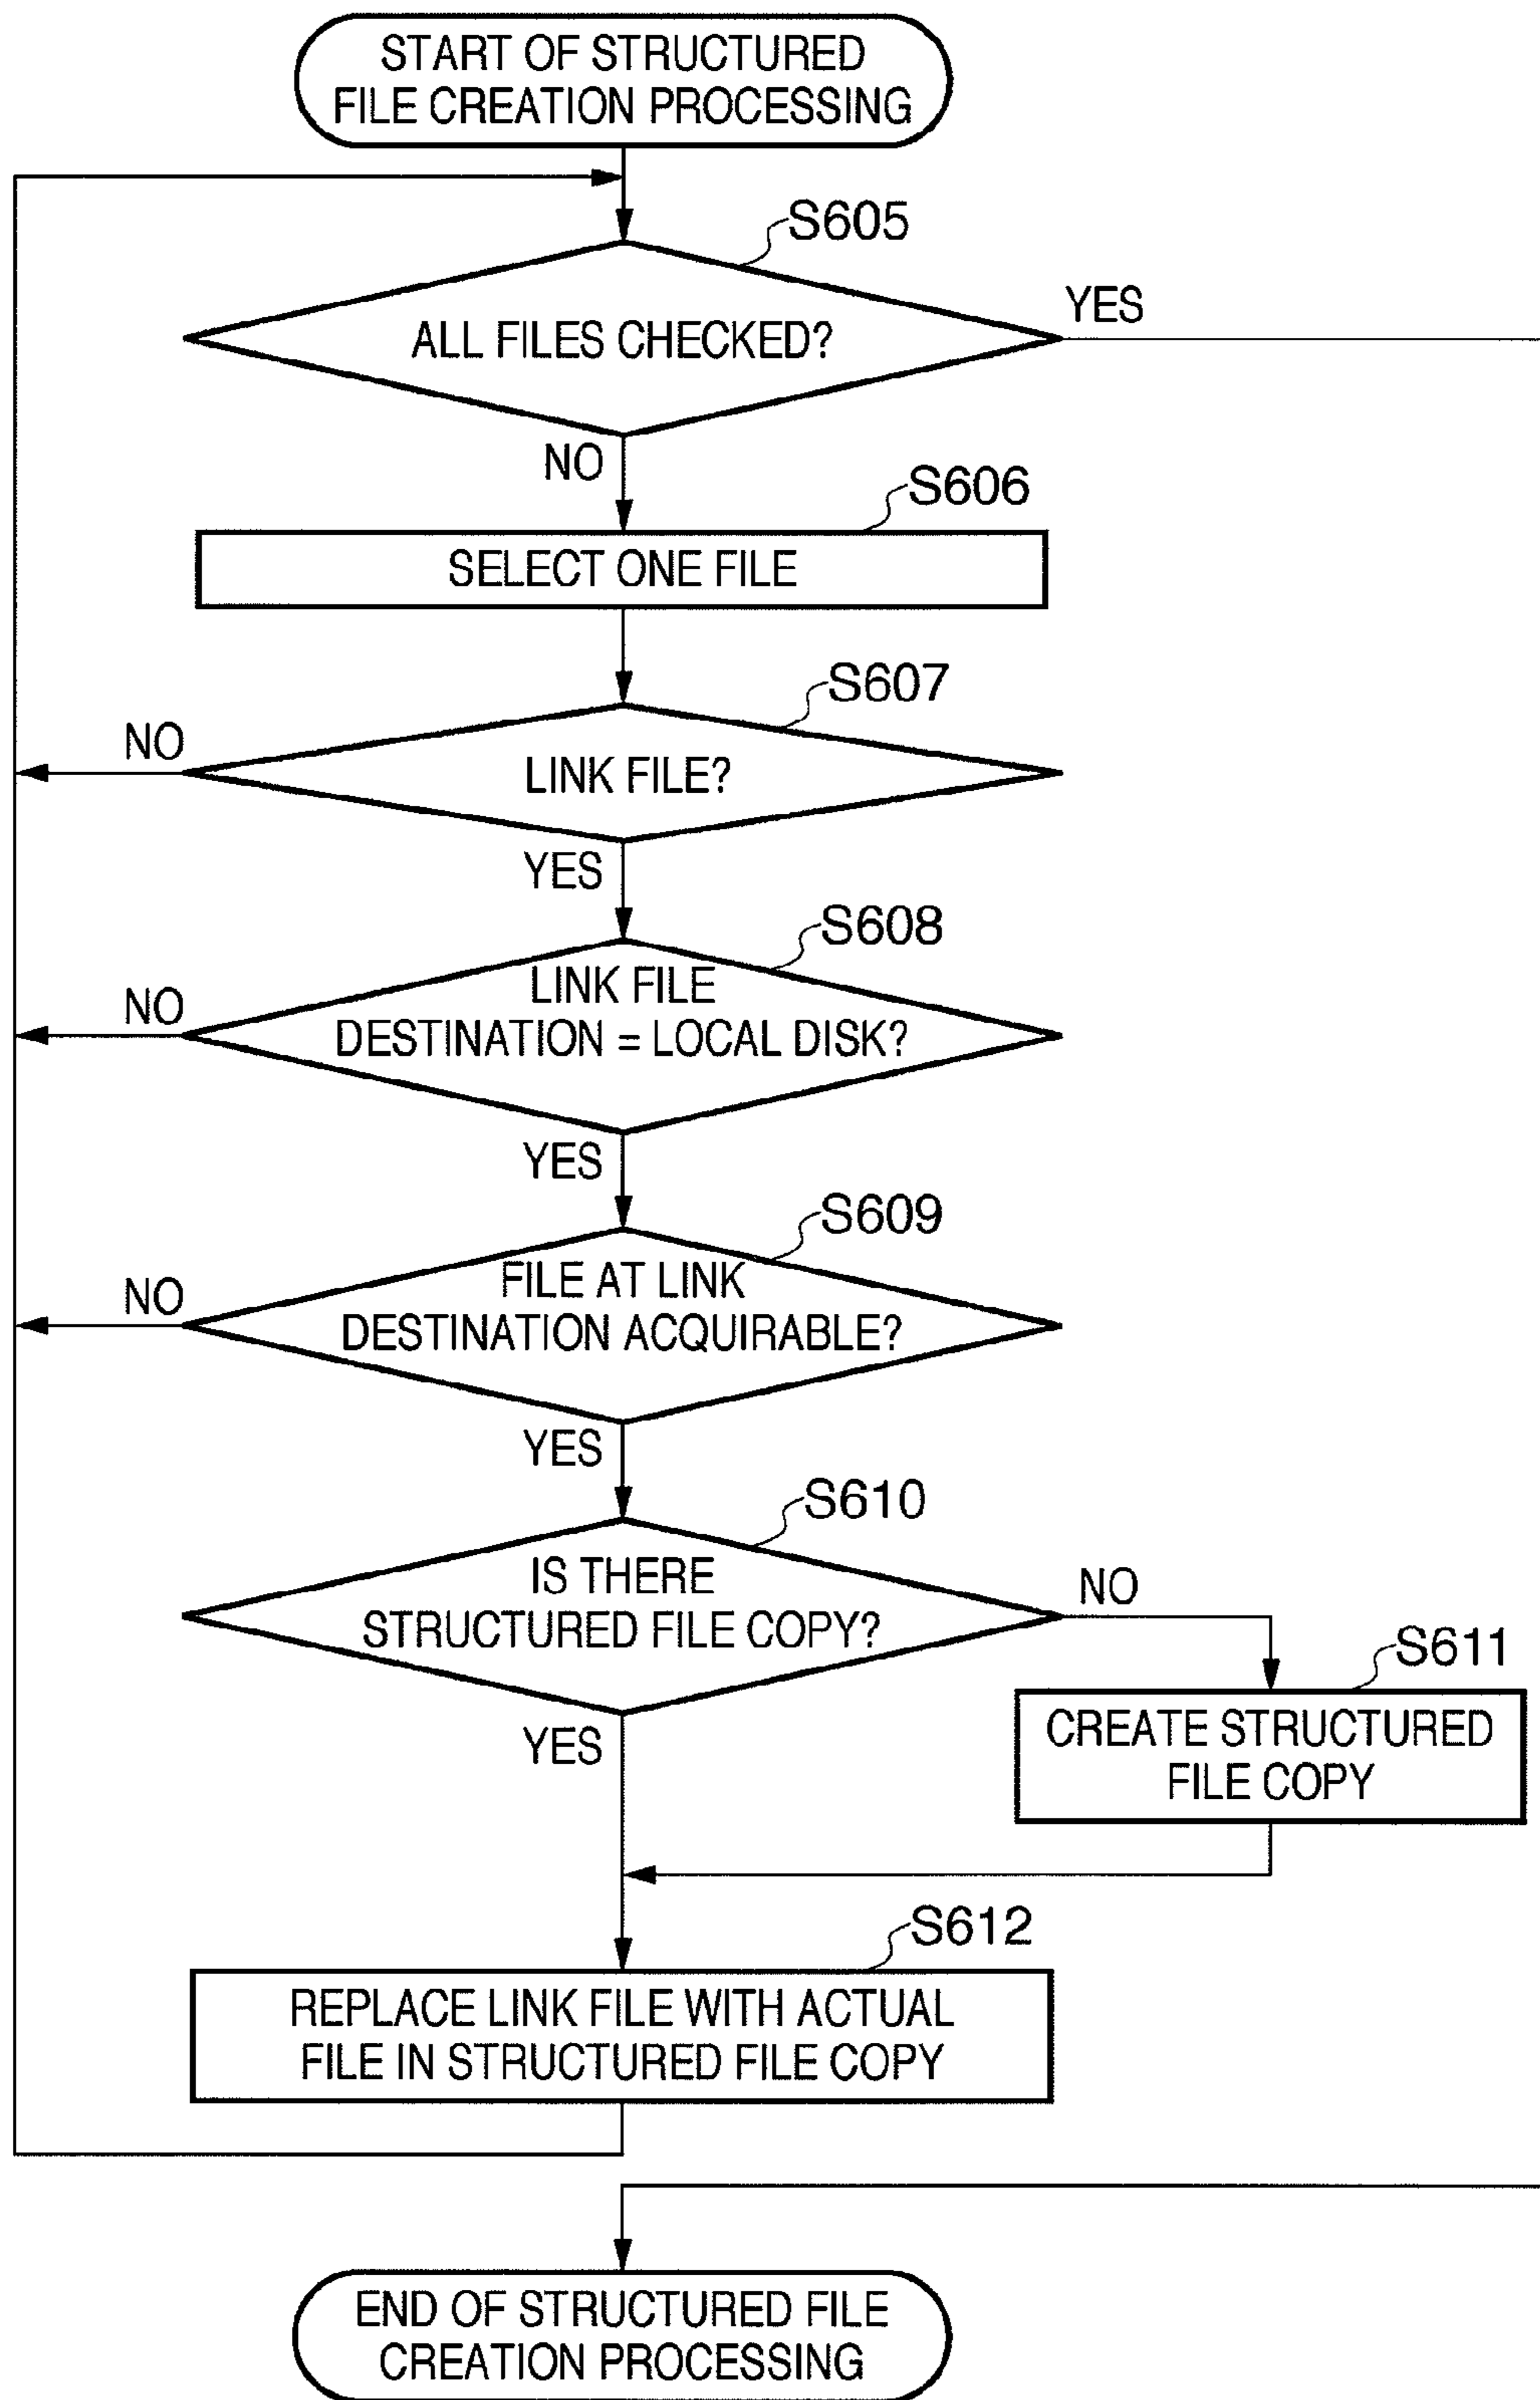 START OF STRUCTURED
FILE CREATION PROCESSING
S605
ALL FILES CHECKED?
YES
NO
S606
SELECT ONE FILE
S607
NO
LINK FILE?
YES
S608
LINK FILE
NO
DESTINATION = LOCAL DISK?
YES
S609
FILE AT LINK
NO
DESTINATION ACQUIRABLE?
YES
S610
IS THERE
NO
STRUCTURED FILE COPY?
S611
CREATE STRUCTURED
FILE COPY
YES
S612
REPLACE LINK FILE WITH ACTUAL
FILE IN STRUCTURED FILE COPY
END OF STRUCTURED FILE
CREATION PROCESSING